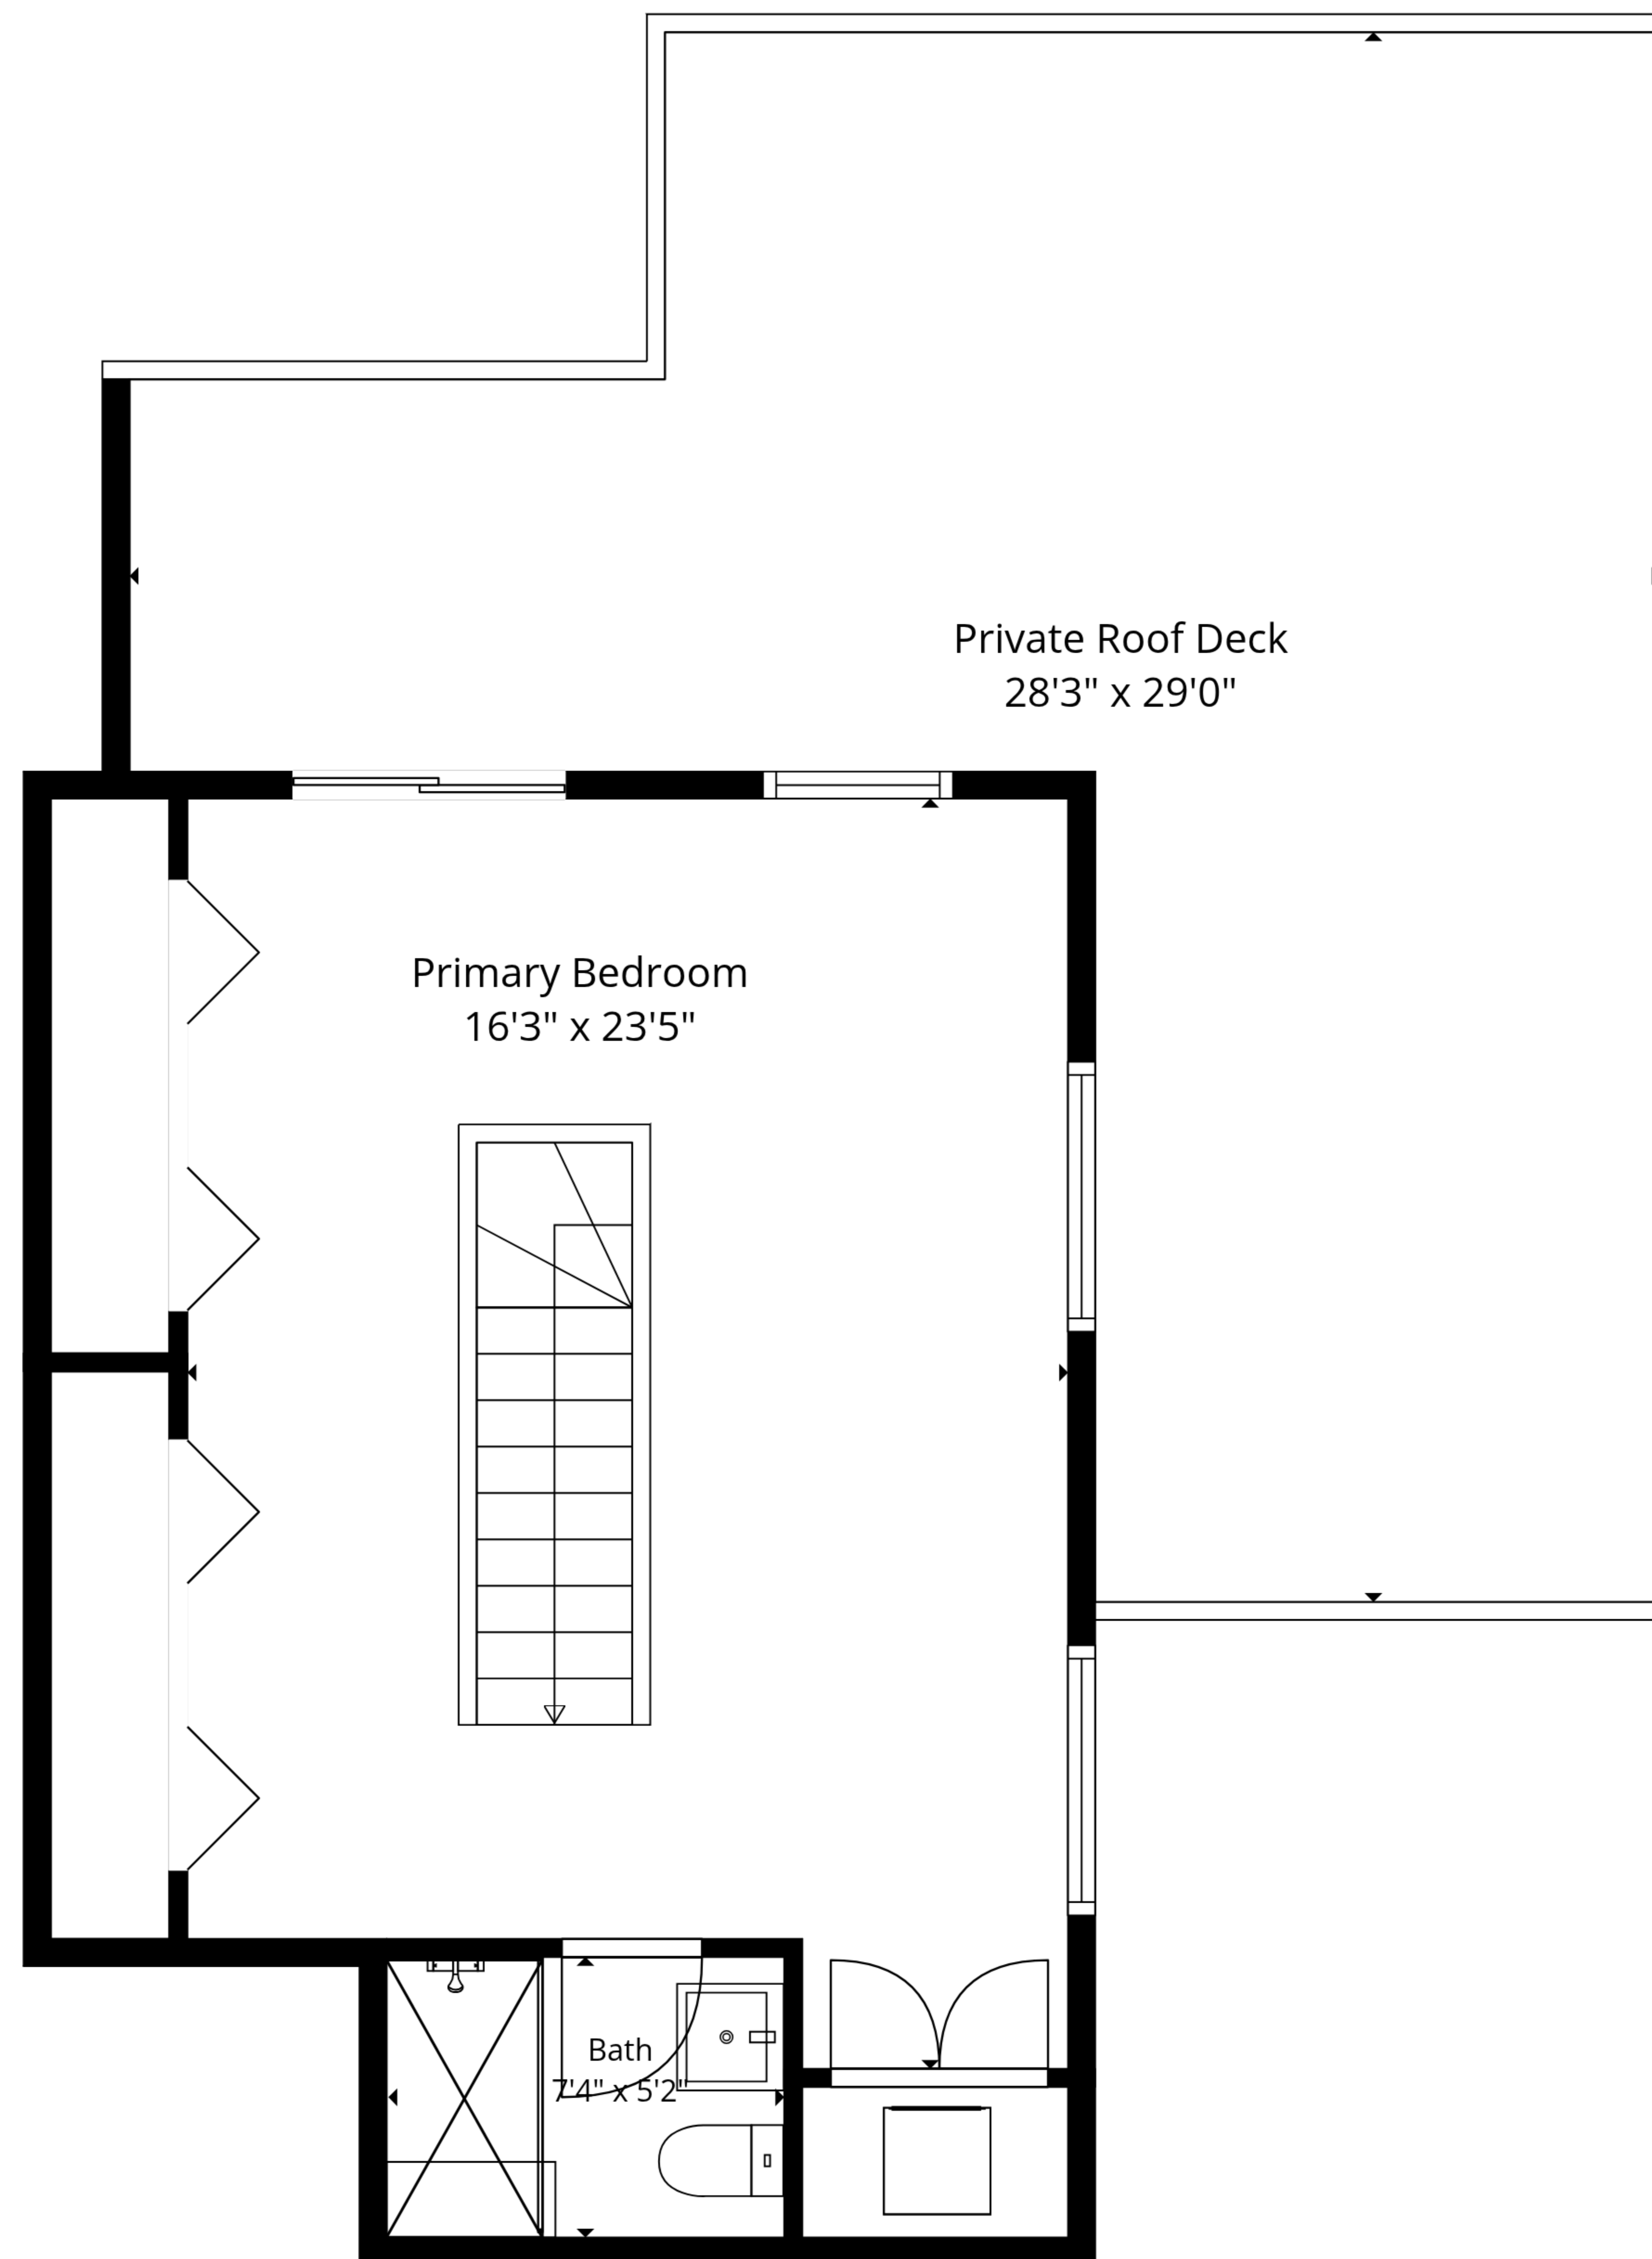 Private Roof Deck
28'3" x 29'0"
Primary Bedroom
16'3" x 23'5"
Bath
7'4" x 5'2"